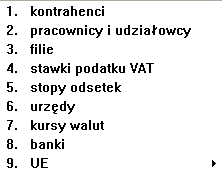 1. kontrahenci
2. pracownicy i udziałowcy
3. filie
4. stawki podatku VAT
5. stopy odsetek
6. urzędy
7. kursy walut
8. banki
9. UE